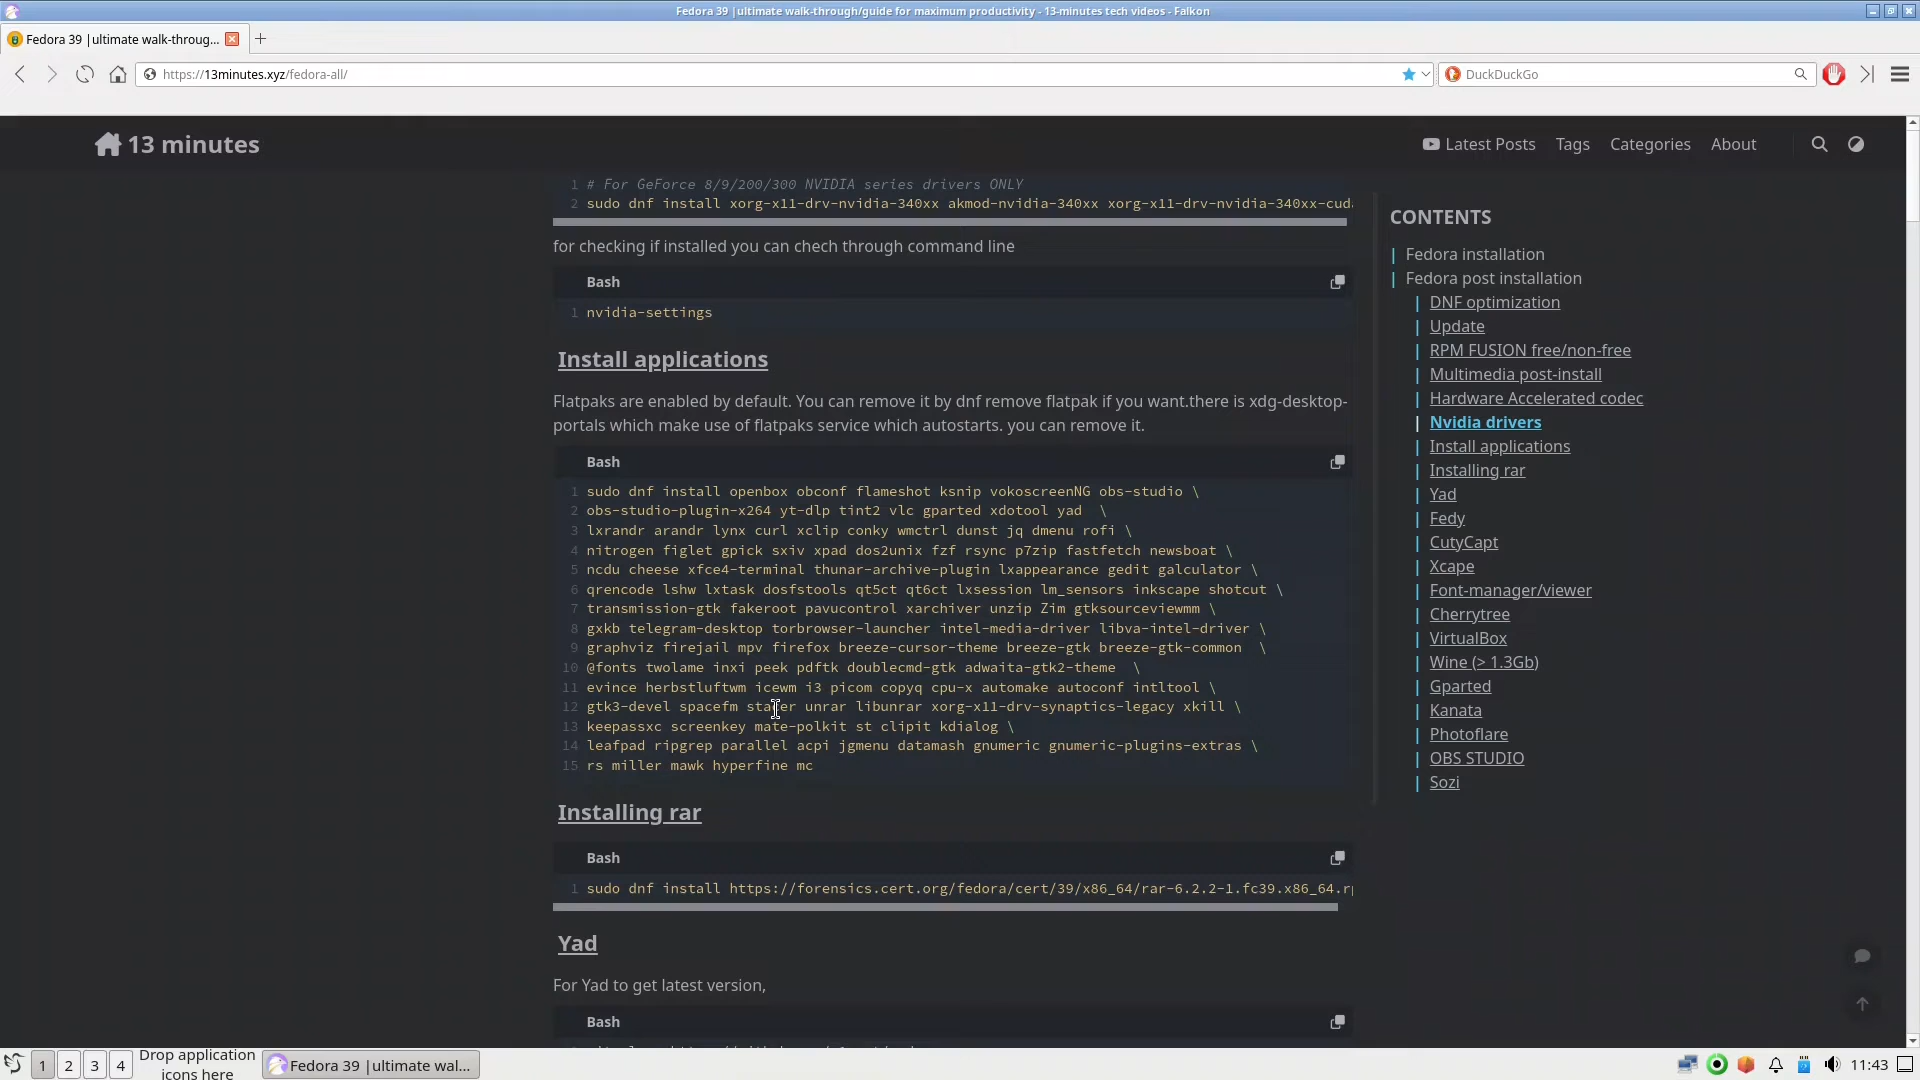 Fedora 39 |ultimate walk-through/guide for maximum productivity - 13-minutes tech videos - Falkon
Fedora 39 |ultimate walk-throug...
https://13minutes.xyz/fedora-all/
DuckDuckGo
13 minutes
Latest Posts Tags Categories About
1 # For GeForce 8/9/200/300 NVIDIA series drivers ONLY
2 sudo dnf install xorg-x11-drv-nvidia-340xx akmod-nvidia-340xx xorg-x11-drv-nvidia-340xx-cuda
for checking if installed you can chech through command line
Bash
1 nvidia-settings
Install applications
Flatpaks are enabled by default. You can remove it by dnf remove flatpak if you want.there is xdg-desktop-
portals which make use of flatpaks service which autostarts. you can remove it.
Bash
1 sudo dnf install openbox obconf flameshot ksnip vokoscreenNG obs-studio \
2 obs-studio-plugin-x264 yt-dlp tint2 vlc gparted xdotool yad \
3 lxrandr arandr lynx curl xclip conky wmctrl dunst jq dmenu rofi \
4 nitrogen figlet gpick sxiv xpad dos2unix fzf rsync p7zip fastfetch newsboat \
5 ncdu cheese xfce4-terminal thunar-archive-plugin lxappearance gedit galculator \
6 qrencode lshw lxtask dosfstools qt5ct qt6ct lxsession lm_sensors inkscape shotcut \
7 transmission-gtk fakeroot pavucontrol xarchiver unzip Zim gtksourceviewmm \
8 gxkb telegram-desktop torbrowser-launcher intel-media-driver libva-intel-driver \
9 graphviz firejail mpv firefox breeze-cursor-theme breeze-gtk breeze-gtk-common \
10 @fonts twolame inxi peek pdftk doublecmd-gtk adwaita-gtk2-theme \
11 evince herbstluftwm icewm i3 picom copyq cpu-x automake autoconf intltool \
12 gtk3-devel spacefm unrar libunrar xorg-x11-drv-synaptics-legacy xkill \
13 keepassxc screenkey mate-polkit st clipit kdialog \
14 leafpad ripgrep parallel acpi jgmenu datamash gnumeric gnumeric-plugins-extras \
15 rs miller mawk hyperfine mc
Installing rar
Bash
1 sudo dnf install https://forensics.cert.org/fedora/cert/39/x86_64/rar-6.2.2-1.fc39.x86_64.rp
Yad
For Yad to get latest version,
Bash
CONTENTS
Fedora installation
Fedora post installation
DNF optimization
Update
RPM FUSION free/non-free
Multimedia post-install
Hardware Accelerated codec
Nvidia drivers
Install applications
Installing rar
Yad
Fedy
CutyCapt
Xcape
Font-manager/viewer
Cherrytree
VirtualBox
Wine (> 1.3Gb)
Gparted
Kanata
Photoflare
OBS STUDIO
Sozi
1 2 3 4
Drop application
icons here
Fedora 39 |ultimate wal...
11:43